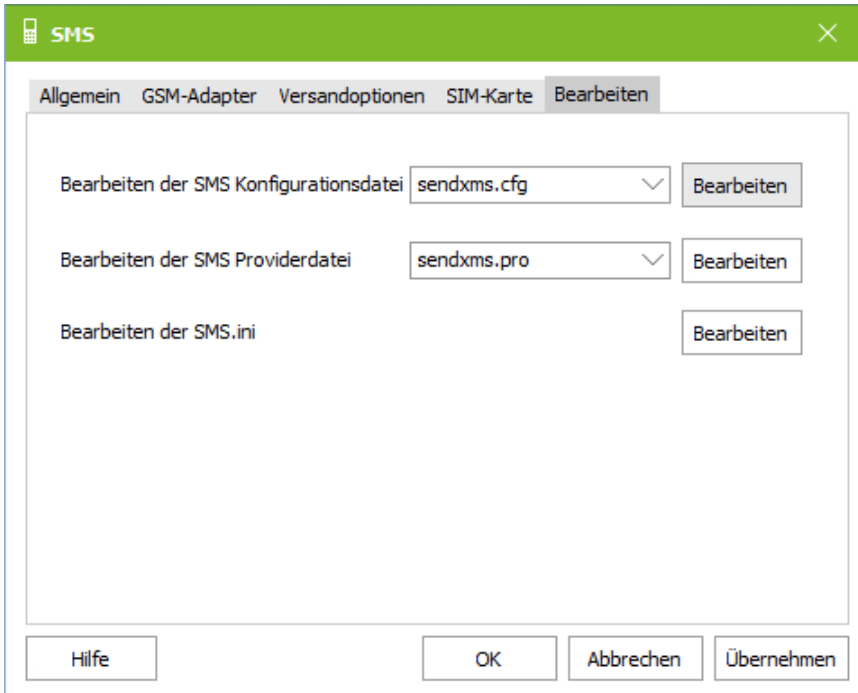 SMS
Allgemein GSM-Adapter Versandoptionen SIM-Karte Bearbeiten
Bearbeiten der SMS Konfigurationsdatei sendxms.cfg Bearbeiten
Bearbeiten der SMS Providerdatei sendxms.pro Bearbeiten
Bearbeiten der SMS.ini Bearbeiten
Hilfe OK Abbrechen Übernehmen